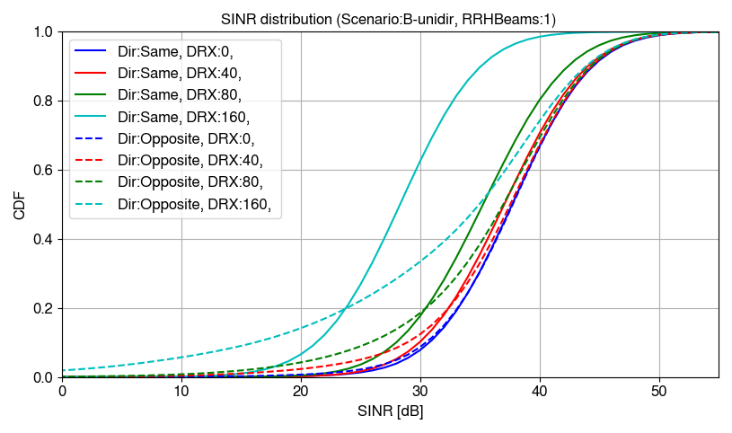 SINR distribution (Scenario:B-unidir, RRHBeams:1)
1.0
0.8
0.6
0.4
0.2
0.0
CDF
Dir:Same, DRX:0,
Dir:Same, DRX:40,
Dir:Same, DRX:80,
Dir:Same, DRX:160,
Dir:Opposite, DRX:0,
Dir:Opposite, DRX:40,
Dir:Opposite, DRX:80,
Dir:Opposite, DRX:160,
0 10 20 30 40 50
SINR [dB]